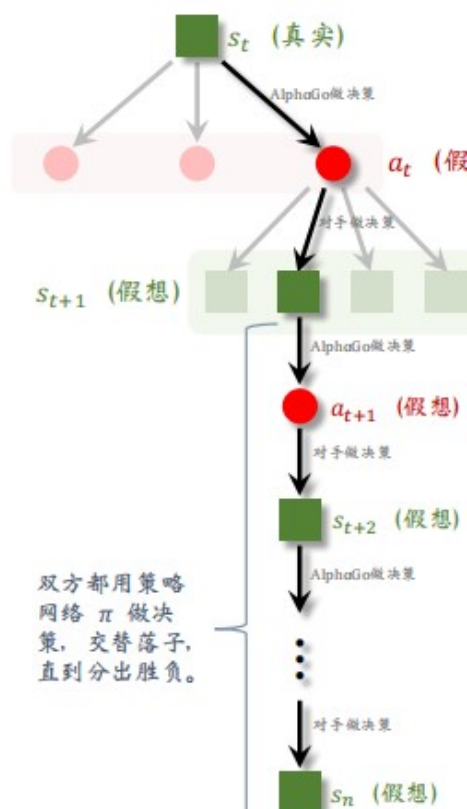 s_t (真实)
AlphaGo做决策
a_t (假
对手做决策
s_{t+1} (假想)
AlphaGo做决策
a_{t+1} (假想)
对手做决策
s_{t+2} (假想)
AlphaGo做决策
双方都用策略
网络 π 做决
策，交替落子，
直到分出胜负。
⋮
对手做决策
s_n (假想)